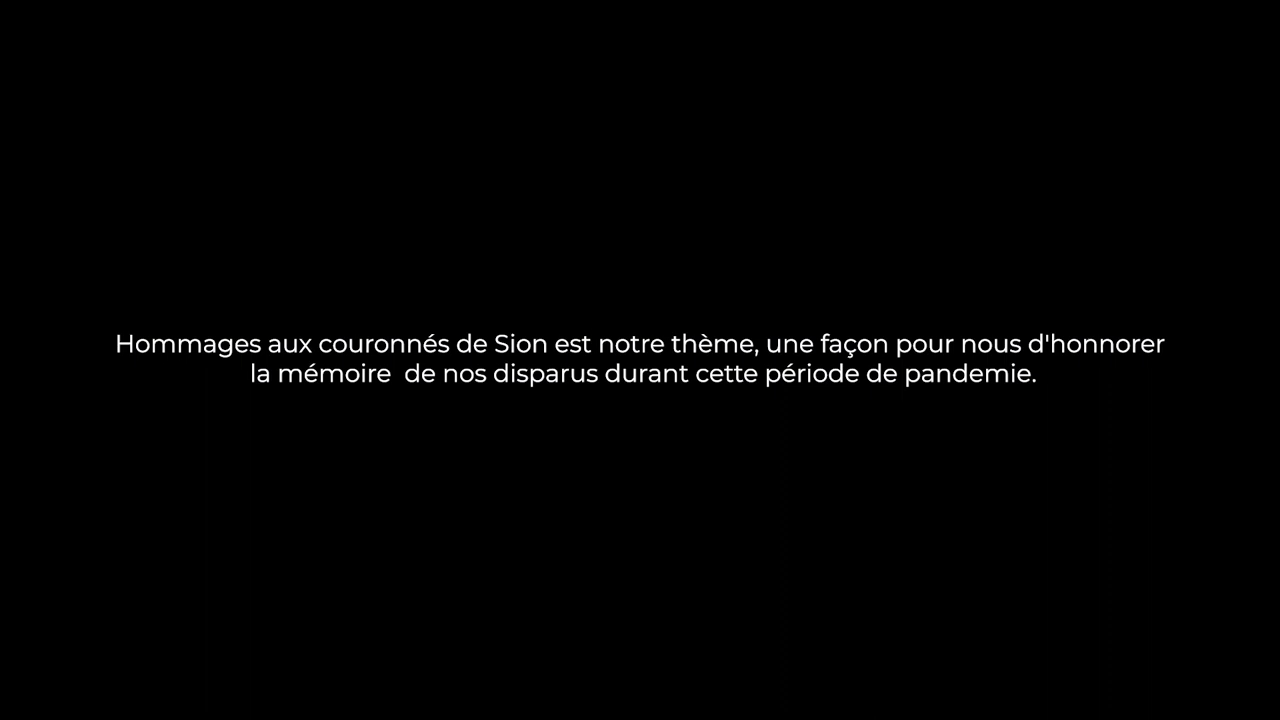 Hommages aux couronnés de Sion est notre thème, une façon pour nous d'honnorer
la mémoire  de nos disparus durant cette période de pandemie.